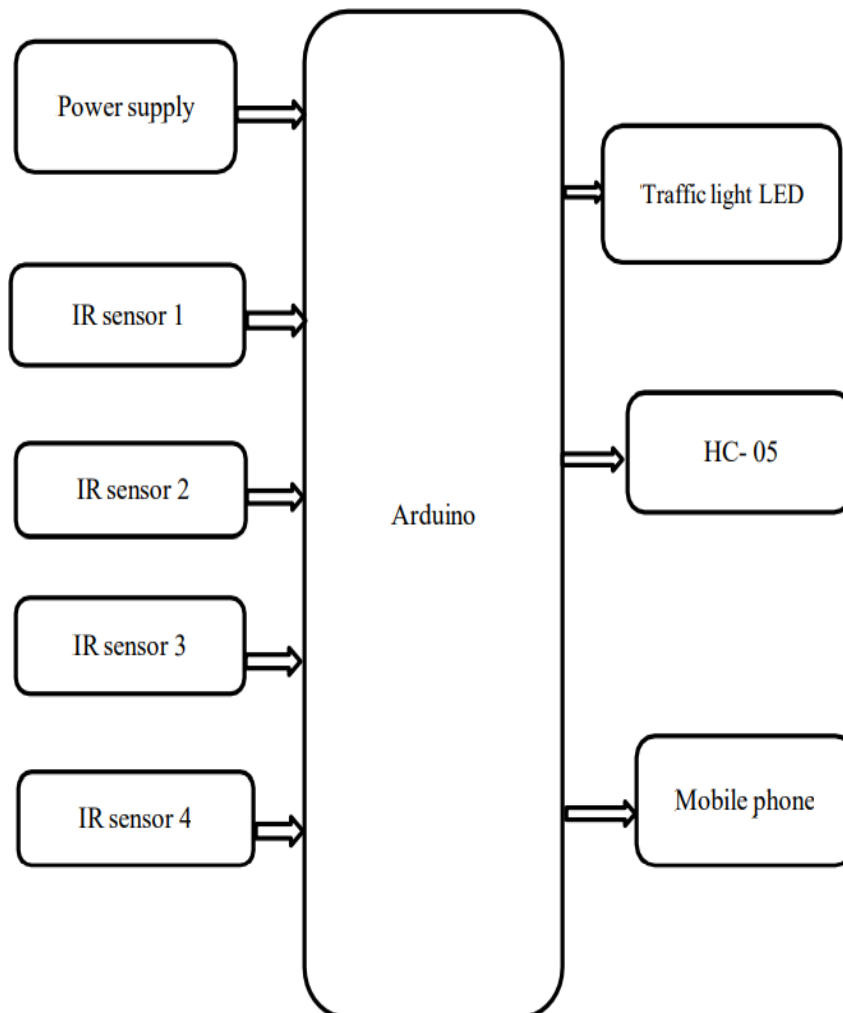 Power supply
IR sensor 1
IR sensor 2
IR sensor 3
IR sensor 4
Arduino
Traffic light LED
HC- 05
Mobile phone